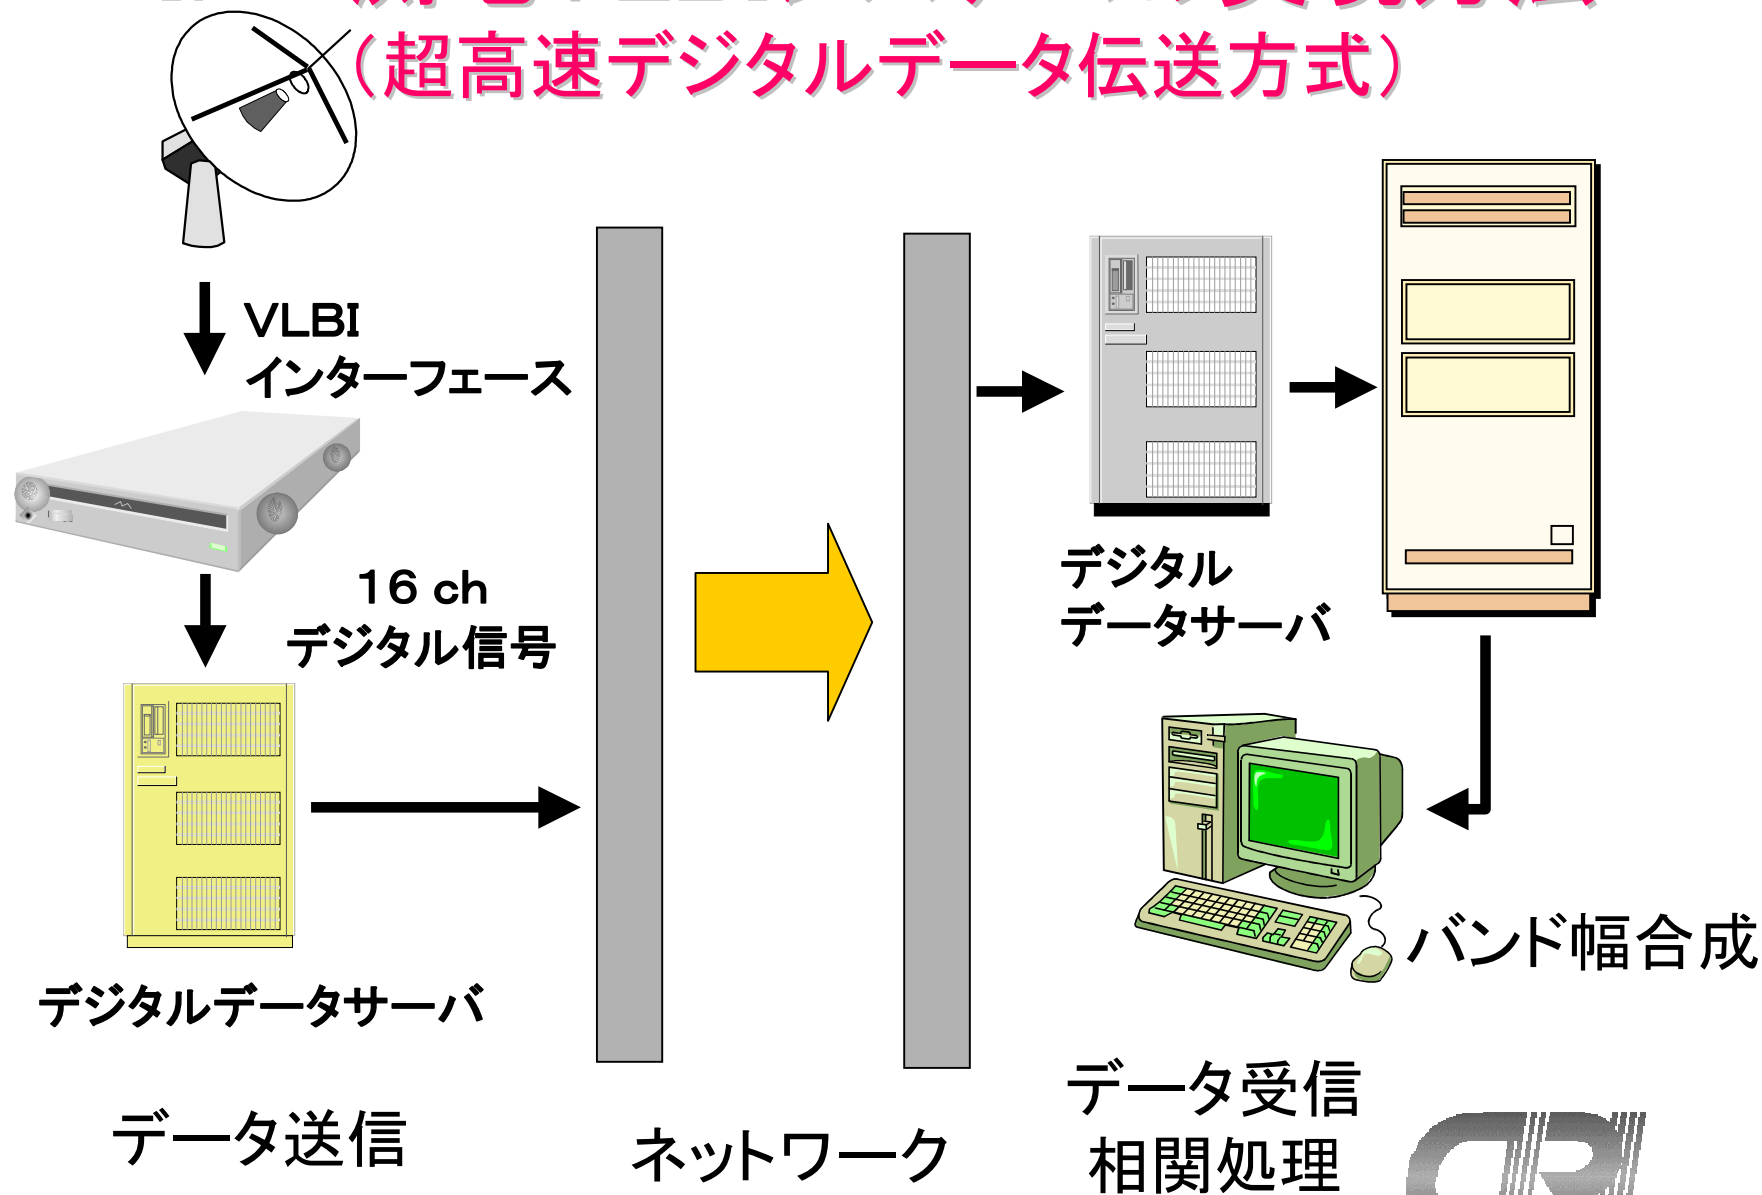 (超高速デジタルデータ伝送方式)
VLBI
インターフェース
16 ch
デジタル信号
デジタルデータサーバ
データ送信
ネットワーク
デジタル
データサーバ
バンド幅合成
データ受信
相関処理